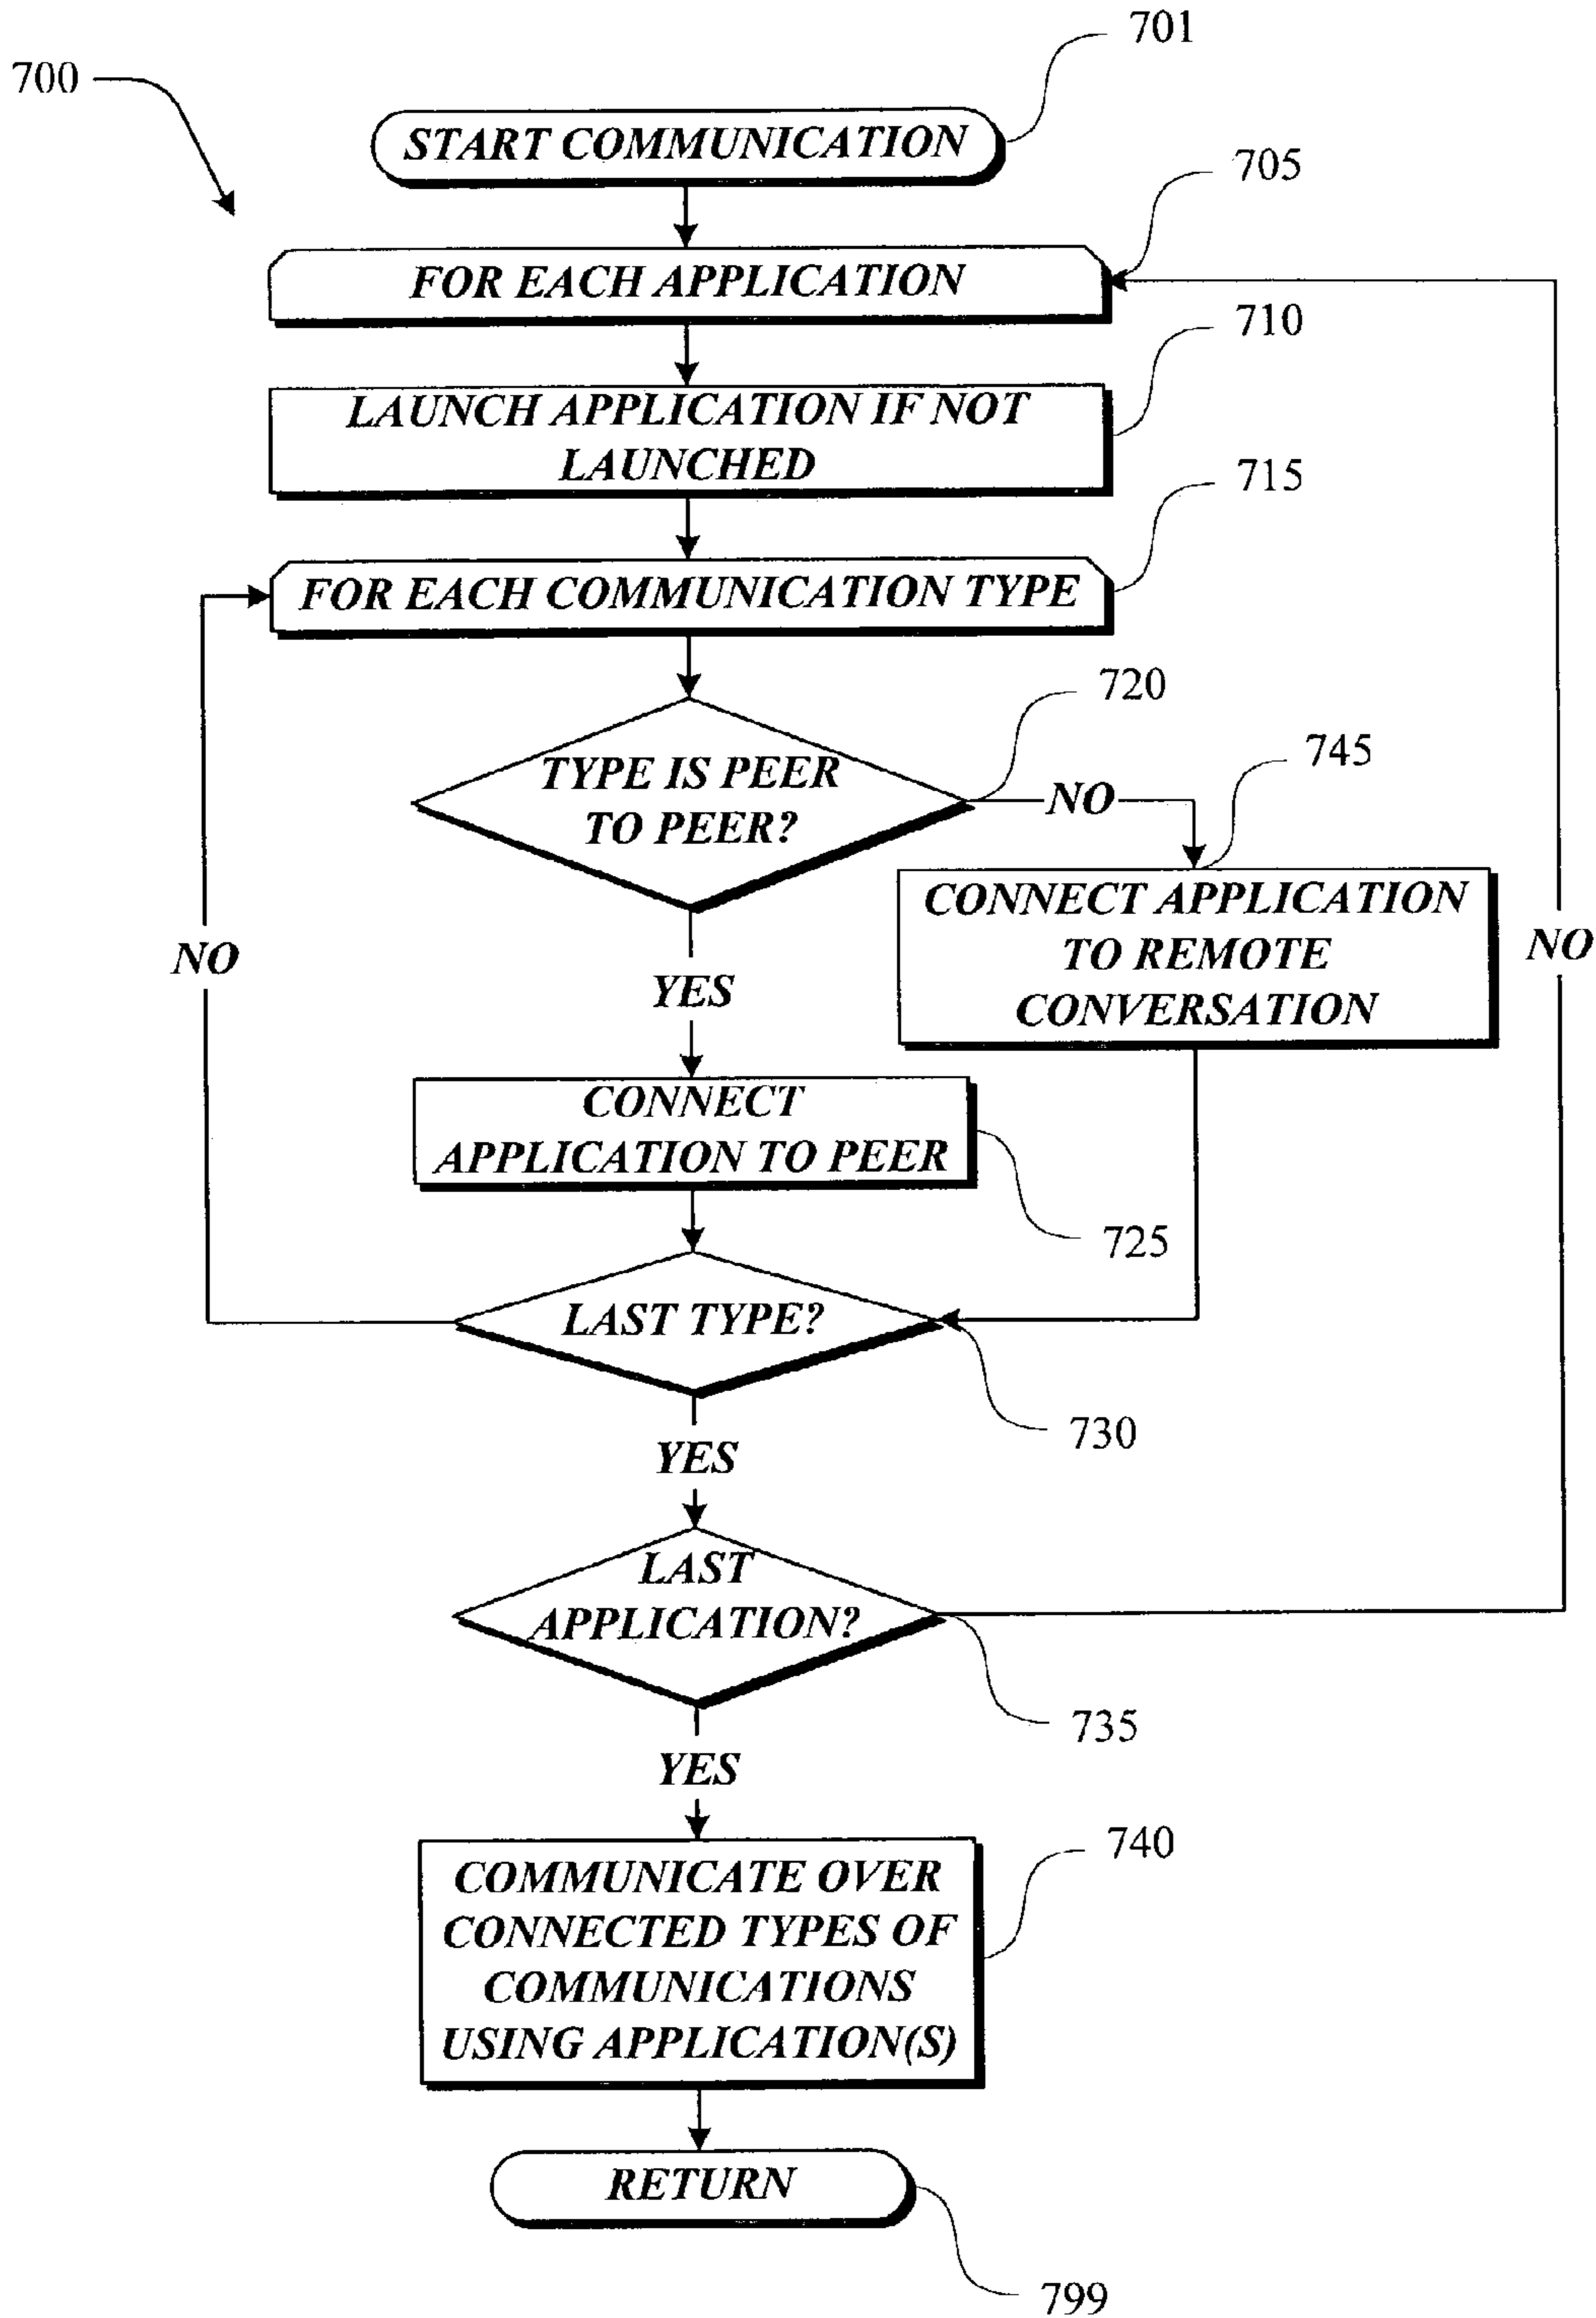 701
700
START COMMUNICATION
705
FOR EACH APPLICATION
710
LAUNCH APPLICATION IF NOT
LAUNCHED
715
FOR EACH COMMUNICATION TYPE
720
TYPE IS PEER
TO PEER?
NO
745
CONNECT APPLICATION
TO REMOTE
CONVERSATION
NO
NO
YES
CONNECT
APPLICATION TO PEER
725
LAST TYPE?
730
YES
LAST
APPLICATION?
735
YES
740
COMMUNICATE OVER
CONNECTED TYPES OF
COMMUNICATIONS
USING APPLICATION(S)
RETURN
799